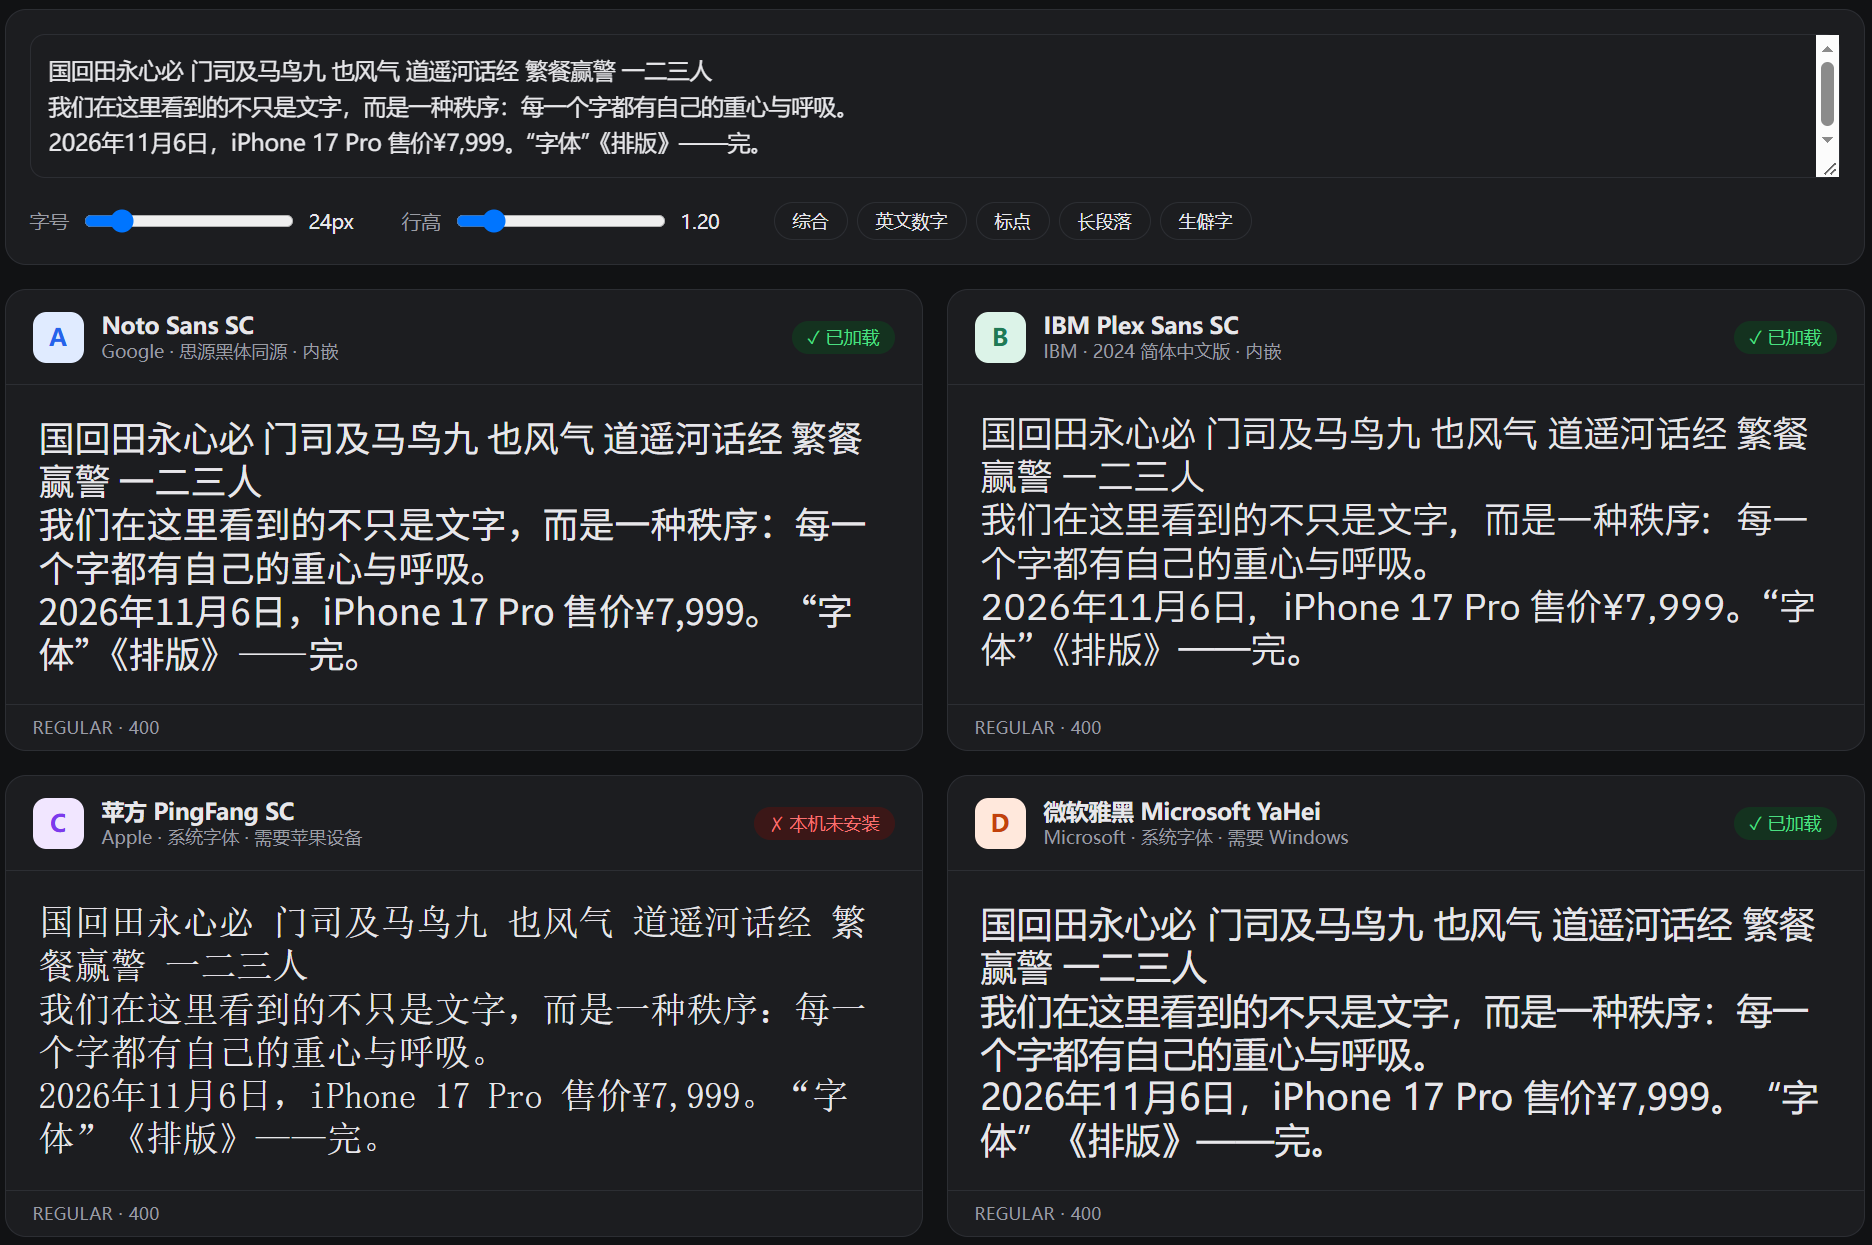 国回田永心必 门司及马鸟九 也风气 道遥河话经 繁餐赢警 一二三人
我们在这里看到的不只是文字，而是一种秩序：每一个字都有自己的重心与呼吸。
2026年11月6日，iPhone 17 Pro 售价¥7,999。“字体”《排版》——完。
字号 24px 行高 1.20 综合 英文数字 标点 长段落 生僻字
A
Noto Sans SC
Google · 思源黑体同源 · 内嵌
✓ 已加载
国回田永心必 门司及马鸟九 也风气 道遥河话经 繁餐
赢警 一二三人
我们在这里看到的不只是文字，而是一种秩序：每一
个字都有自己的重心与呼吸。
2026年11月6日，iPhone 17 Pro 售价¥7,999。“字
体”《排版》——完。
REGULAR · 400
B
IBM Plex Sans SC
IBM · 2024 简体中文版 · 内嵌
✓ 已加载
国回田永心必 门司及马鸟九 也风气 道遥河话经 繁餐
赢警 一二三人
我们在这里看到的不只是文字，而是一种秩序：每一
个字都有自己的重心与呼吸。
2026年11月6日，iPhone 17 Pro 售价¥7,999。“字
体”《排版》——完。
REGULAR · 400
C
苹方 PingFang SC
Apple · 系统字体 · 需要苹果设备
✗ 本机未安装
国回田永心必 门司及马鸟九 也风气 道遥河话经 繁
餐赢警 一二三人
我们在这里看到的不只是文字，而是一种秩序：每一
个字都有自己的重心与呼吸。
2026年11月6日，iPhone 17 Pro 售价¥7,999。“字
体”《排版》——完。
REGULAR · 400
D
微软雅黑 Microsoft YaHei
Microsoft · 系统字体 · 需要 Windows
✓ 已加载
国回田永心必 门司及马鸟九 也风气 道遥河话经 繁餐
赢警 一二三人
我们在这里看到的不只是文字，而是一种秩序：每一
个字都有自己的重心与呼吸。
2026年11月6日，iPhone 17 Pro 售价¥7,999。“字
体”《排版》——完。
REGULAR · 400